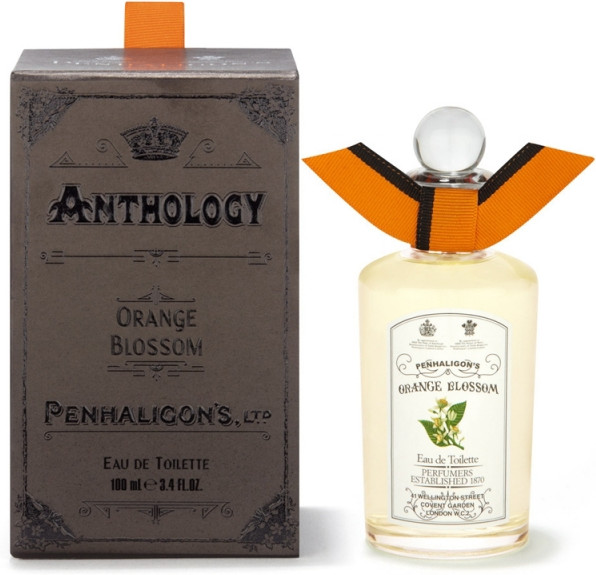 ANTHOLOGY
ORANGE
BLOSSOM
PENHALIGON'S, LTD
EAU DE TOILETTE
100 ml ℮ 3.4 FL.OZ.
PENHALIGON'S
ORANGE BLOSSOM
Eau de Toilette
PERFUMERS
ESTABLISHED 1870
41 WELLINGTON STREET
COVENT GARDEN
LONDON W.C.2